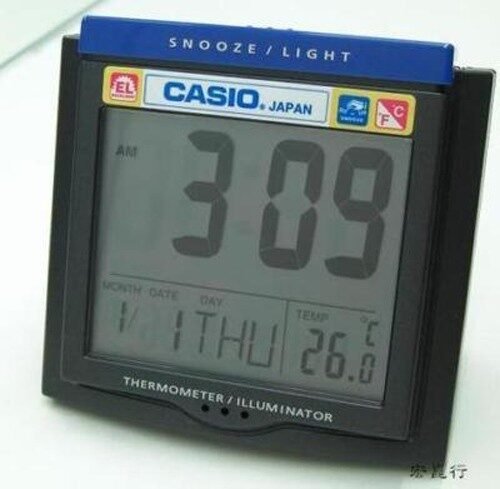 SNOOZE / LIGHT
EL
CASIO JAPAN
°C
°F
AM
3:09
MONTH DATE DAY
1/ 1 THU
TEMP
26.0 °C
THERMOMETER / ILLUMINATOR